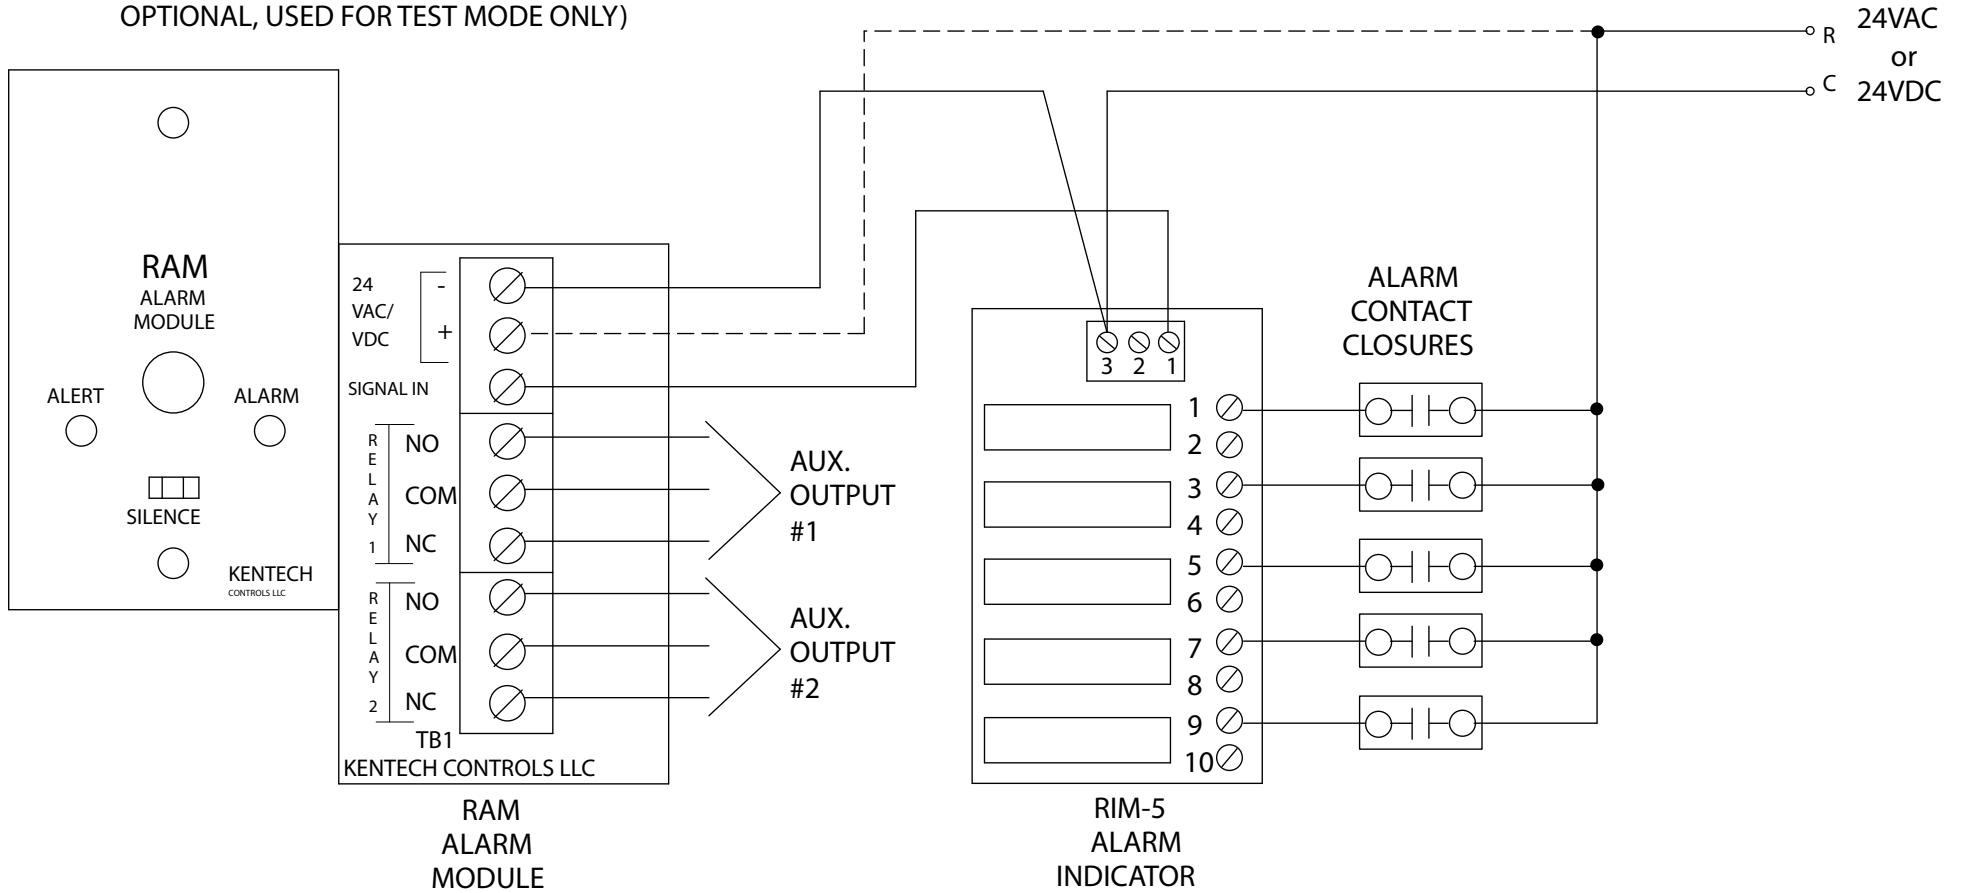 OPTIONAL, USED FOR TEST MODE ONLY)
R
24VAC
or
C
24VDC
RAM
ALARM
MODULE
ALERT
ALARM
SILENCE
KENTECH
CONTROLS LLC
24
VAC/
VDC
-
+
SIGNAL IN
RELAY 1
NO
COM
NC
RELAY 2
NO
COM
NC
TB1
KENTECH CONTROLS LLC
RAM
ALARM
MODULE
AUX.
OUTPUT
#1
AUX.
OUTPUT
#2
3 2 1
1
2
3
4
5
6
7
8
9
10
RIM-5
ALARM
INDICATOR
ALARM
CONTACT
CLOSURES